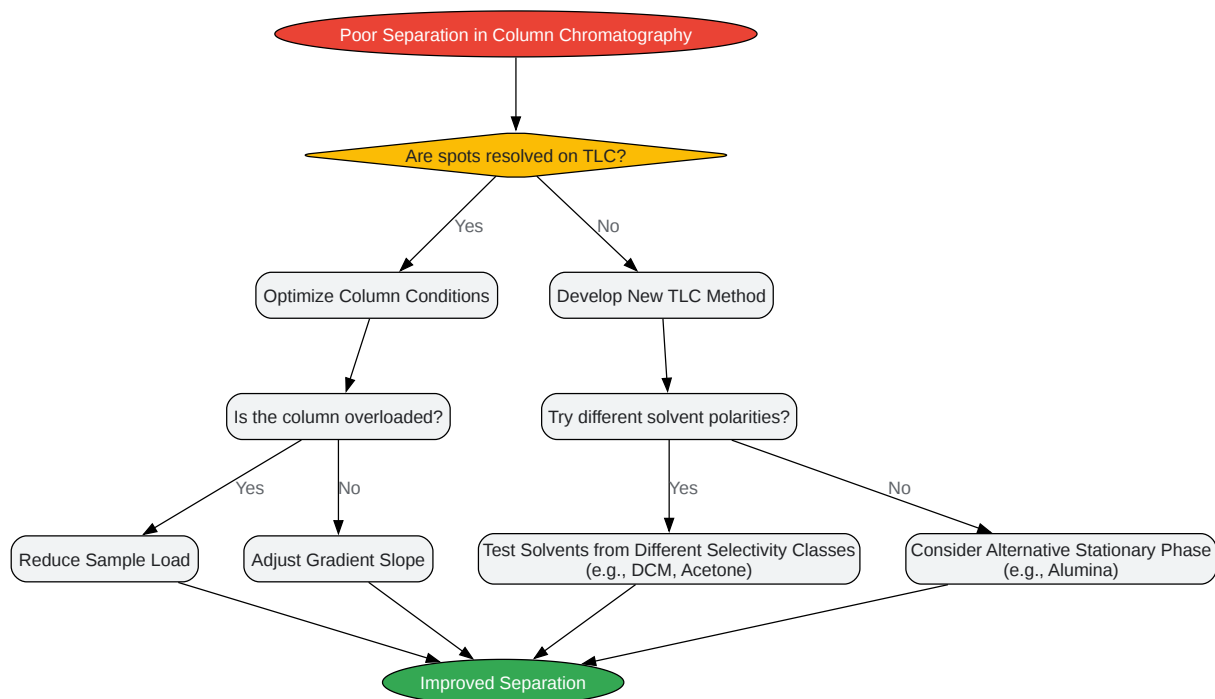 Poor Separation in Column Chromatography
Are spots resolved on TLC?
Yes
No
Optimize Column Conditions
Develop New TLC Method
Is the column overloaded?
Try different solvent polarities?
Yes
No
Yes
No
Reduce Sample Load
Adjust Gradient Slope
Test Solvents from Different Selectivity Classes
(e.g., DCM, Acetone)
Consider Alternative Stationary Phase
(e.g., Alumina)
Improved Separation